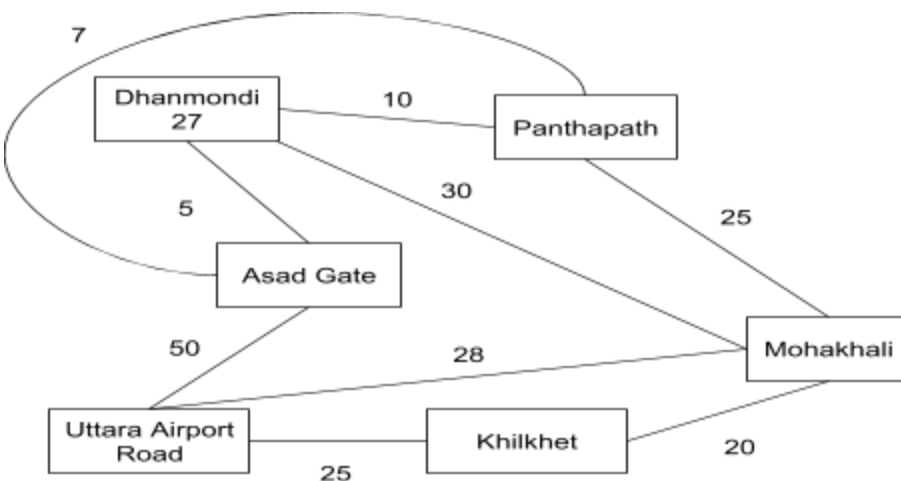 7
Dhanmondi
27
10
Panthapath
30
5
25
Asad Gate
50
28
Mohakhali
Uttara Airport
Road
Khilkhet
20
25